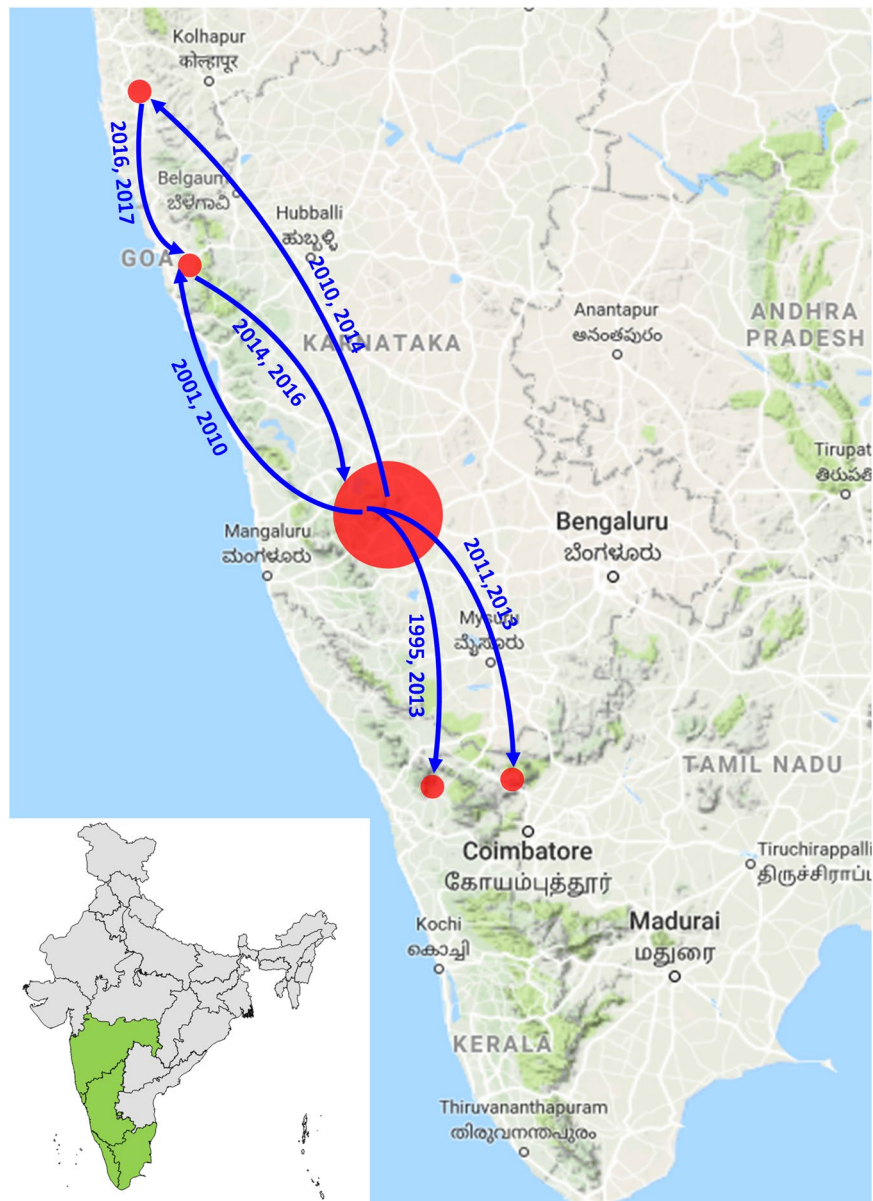 Kolhapur
कोल्हापूर
2016, 2017
Belgaum
ಬೆಳಗಾವಿ
Hubballi
ಹುಬ್ಬಳ್ಳಿ
GOA
2010, 2014
2014, 2016
KARNATAKA
2001, 2010
Anantapur
అనంతపురం
ANDHRA
PRADESH
Tirupat
తిరుపతి
Mangaluru
ಮಂಗಳೂರು
Bengaluru
ಬೆಂಗಳೂರು
2011,2013
Mysuru
ಮೈಸೂರು
1995, 2013
TAMIL NADU
Coimbatore
கோயம்புத்தூர்
Tiruchirappalli
திருச்சிராப்ப
Kochi
കൊച്ചി
Madurai
மதுரை
KERALA
Thiruvananthapuram
തിരുവനന്തപുരം